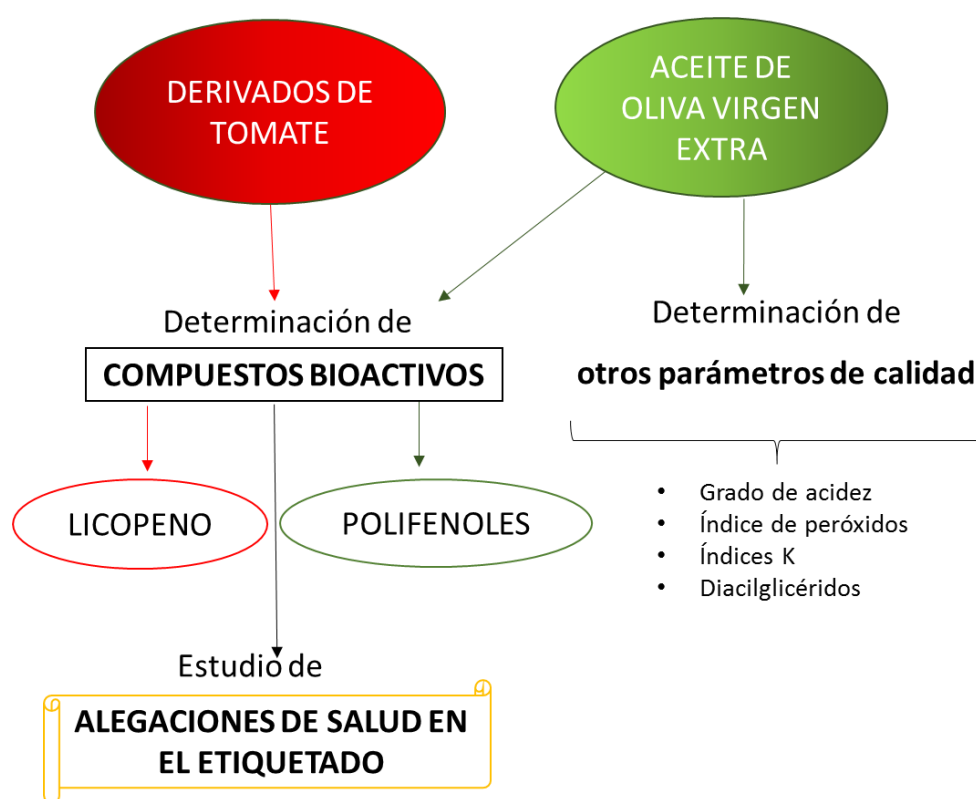 DERIVADOS DE
TOMATE
ACEITE DE
OLIVA VIRGEN
EXTRA
Determinación de
COMPUESTOS BIOACTIVOS
LICOPENO
POLIFENOLES
Estudio de
ALEGACIONES DE SALUD EN
EL ETIQUETADO
Determinación de
otros parámetros de calidad
• Grado de acidez
• Índice de peróxidos
• Índices K
• Diacilglicéridos